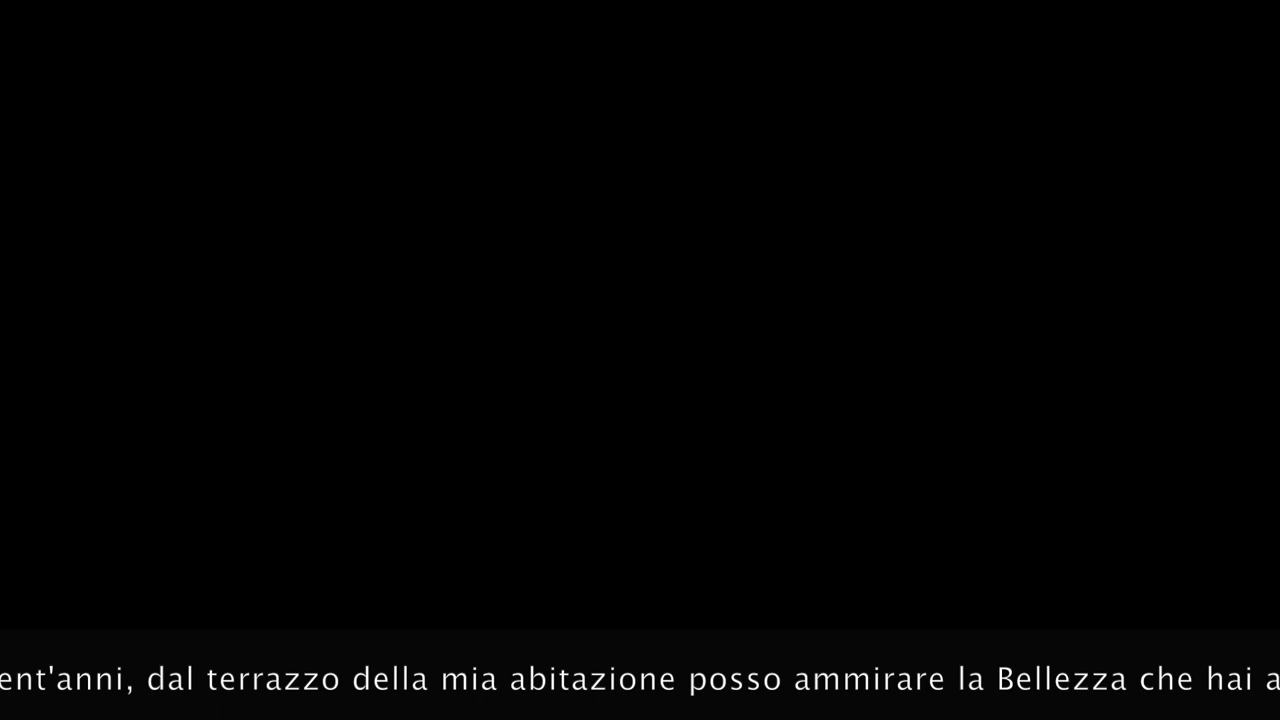 ent'anni, dal terrazzo della mia abitazione posso ammirare la Bellezza che hai a